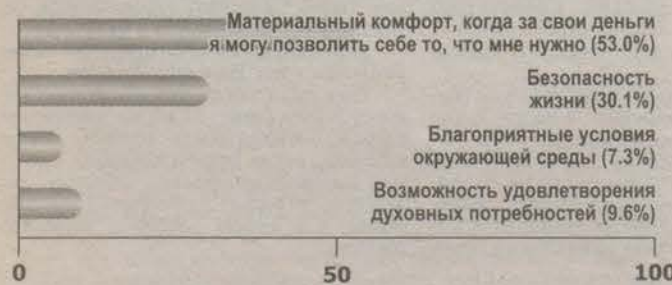 Материальный комфорт, когда за свои деньги
я могу позволить себе то, что мне нужно (53.0%)
Безопасность
жизни (30.1%)
Благоприятные условия
окружающей среды (7.3%)
Возможность удовлетворения
духовных потребностей (9.6%)
0 50 100